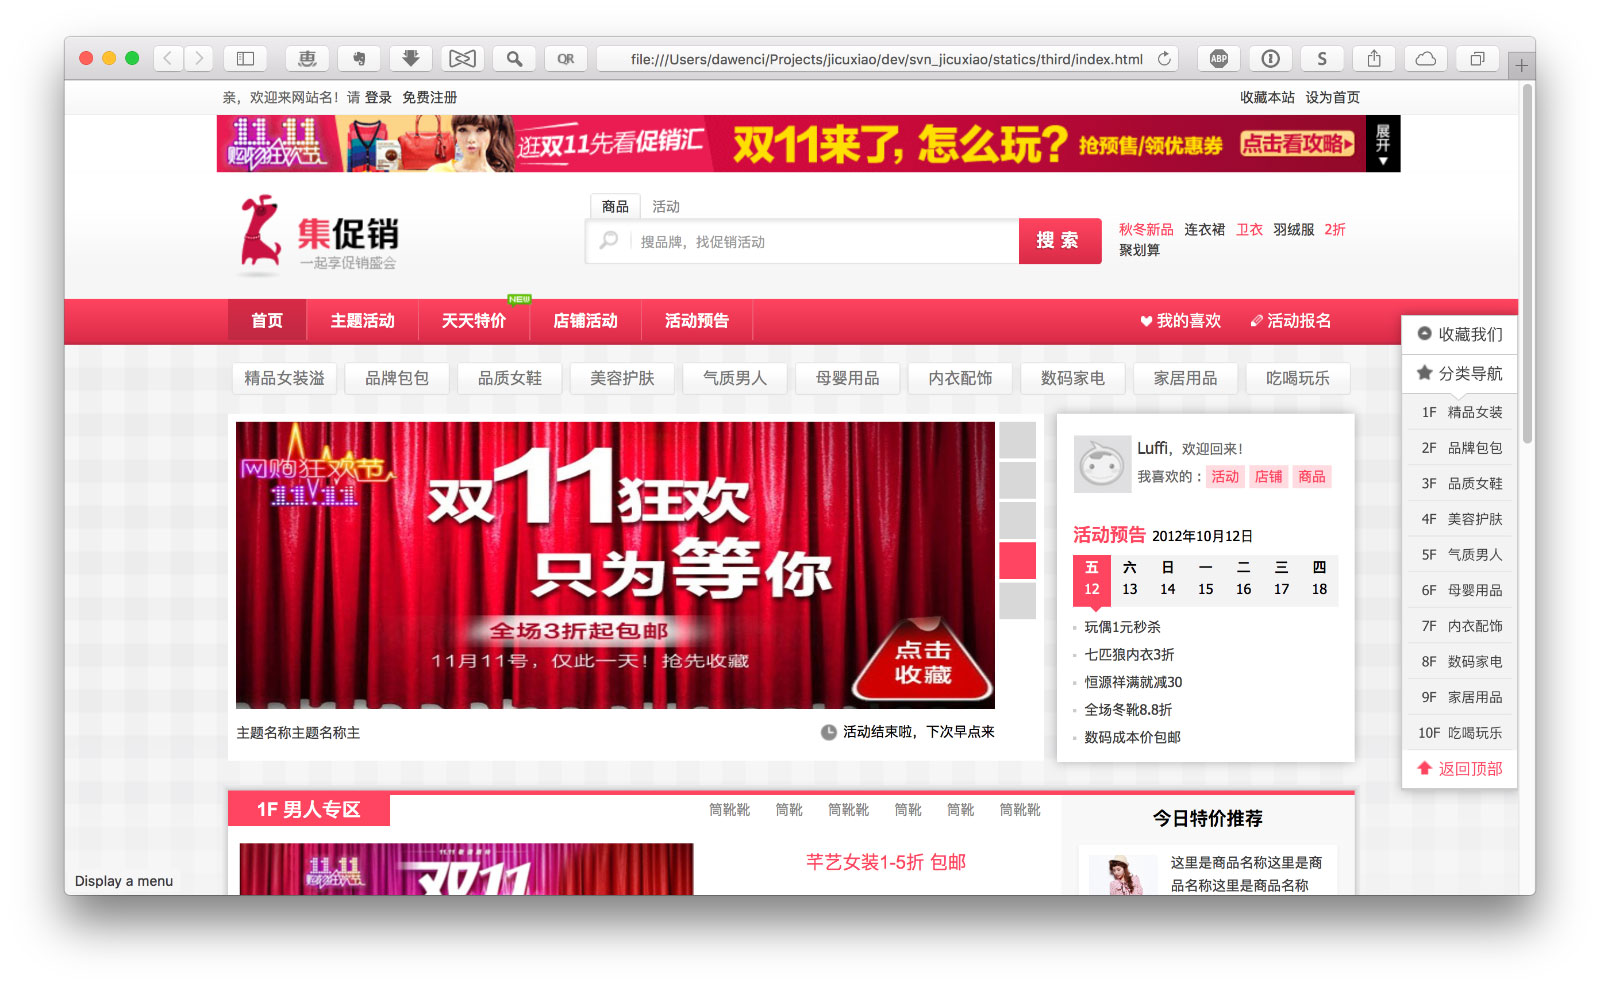 QR
file:///Users/dawenci/Projects/jicuxiao/dev/svn_jicuxiao/statics/third/index.html
ABP
S
亲，欢迎来网站名！请 登录 免费注册
收藏本站 设为首页
11.11
购物狂欢节
逛双11先看促销汇
双11来了，怎么玩？
抢预售/领优惠券
点击看攻略
展开
集促销
一起享促销盛会
商品 活动
搜品牌，找促销活动
搜 索
秋冬新品 连衣裙 卫衣 羽绒服 2折
聚划算
首页 主题活动 天天特价 NEW 店铺活动 活动预告 我的喜欢 活动报名
精品女装溢 品牌包包 品质女鞋 美容护肤 气质男人 母婴用品 内衣配饰 数码家电 家居用品 吃喝玩乐
网购狂欢节
11.11
双11狂欢
只为等你
全场3折起包邮
11月11号，仅此一天！抢先收藏
点击
收藏
主题名称主题名称主
活动结束啦，下次早点来
Luffi，欢迎回来！
我喜欢的：活动 店铺 商品
活动预告 2012年10月12日
五 六 日 一 二 三 四
12 13 14 15 16 17 18
玩偶1元秒杀
七匹狼内衣3折
恒源祥满就减30
全场冬靴8.8折
数码成本价包邮
收藏我们
分类导航
1F 精品女装
2F 品牌包包
3F 品质女鞋
4F 美容护肤
5F 气质男人
6F 母婴用品
7F 内衣配饰
8F 数码家电
9F 家居用品
10F 吃喝玩乐
返回顶部
1F 男人专区
筒靴靴 筒靴 筒靴靴 筒靴 筒靴 筒靴靴
今日特价推荐
11.11
购物狂欢节
双11
芊艺女装1-5折 包邮
这里是商品名称这里是商
品名称这里是商品名称
Display a menu